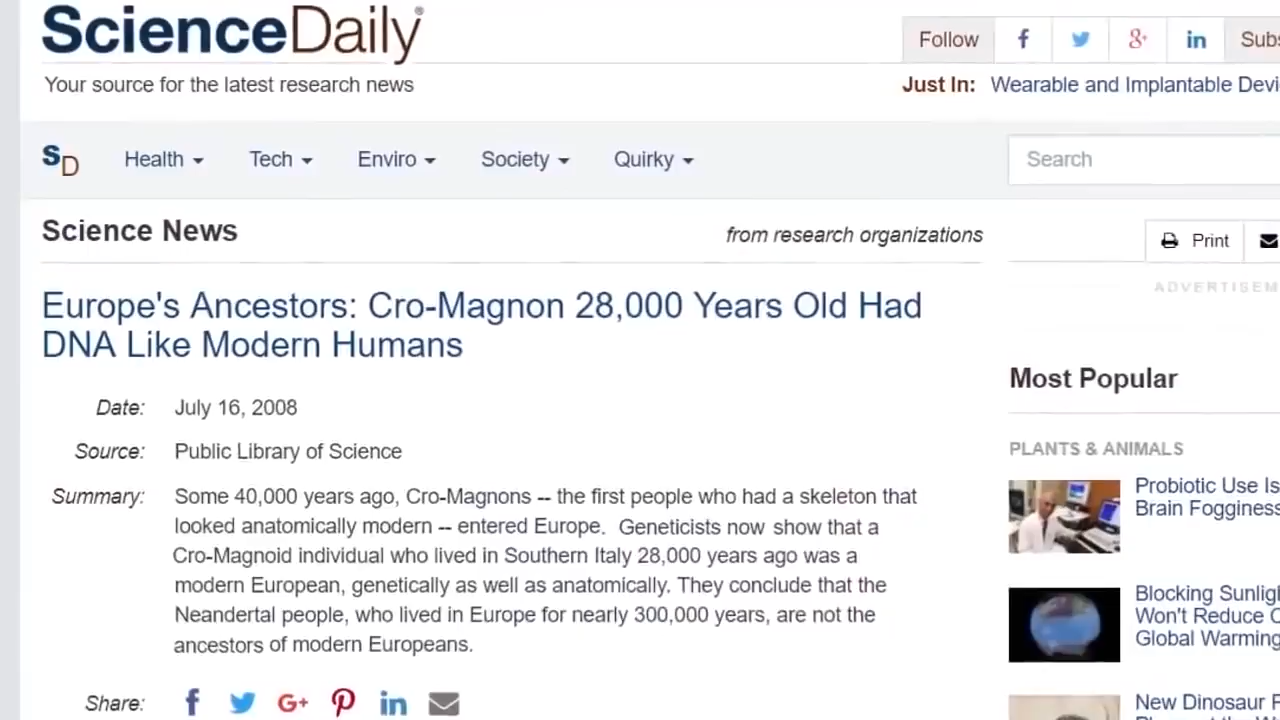 ScienceDaily®
Your source for the latest research news
Follow
Subs
Just In: Wearable and Implantable Devi
SD
Health
Tech
Enviro
Society
Quirky
Search
Science News
from research organizations
Print
ADVERTISEM
Europe's Ancestors: Cro-Magnon 28,000 Years Old Had
DNA Like Modern Humans
Date: July 16, 2008
Source: Public Library of Science
Summary: Some 40,000 years ago, Cro-Magnons -- the first people who had a skeleton that
looked anatomically modern -- entered Europe. Geneticists now show that a
Cro-Magnoid individual who lived in Southern Italy 28,000 years ago was a
modern European, genetically as well as anatomically. They conclude that the
Neandertal people, who lived in Europe for nearly 300,000 years, are not the
ancestors of modern Europeans.
Share:
Most Popular
PLANTS & ANIMALS
Probiotic Use Is
Brain Fogginess
Blocking Sunlig
Won't Reduce
Global Warming
New Dinosaur